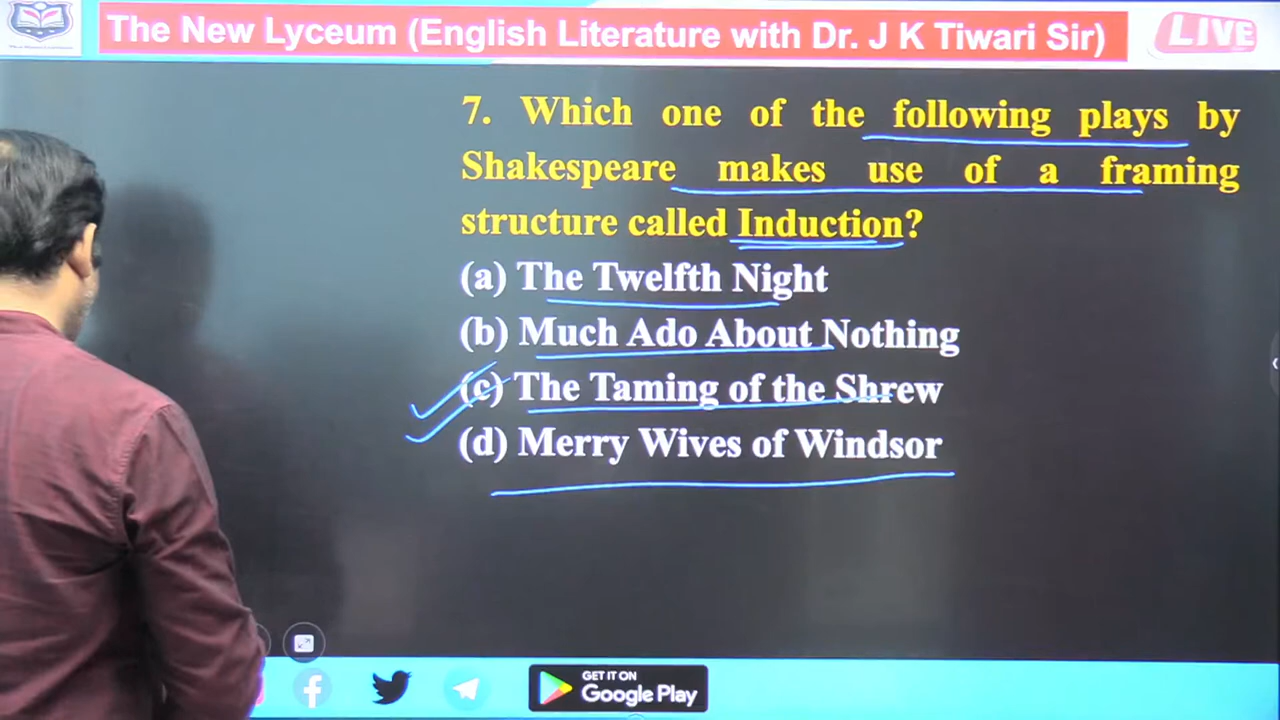 The New Lyceum (English Literature with Dr. J K Tiwari Sir)
LIVE
7. Which one of the following plays by
Shakespeare makes use of a framing
structure called Induction?
(a) The Twelfth Night
(b) Much Ado About Nothing
(c) The Taming of the Shrew
(d) Merry Wives of Windsor
GET IT ON
Google Play